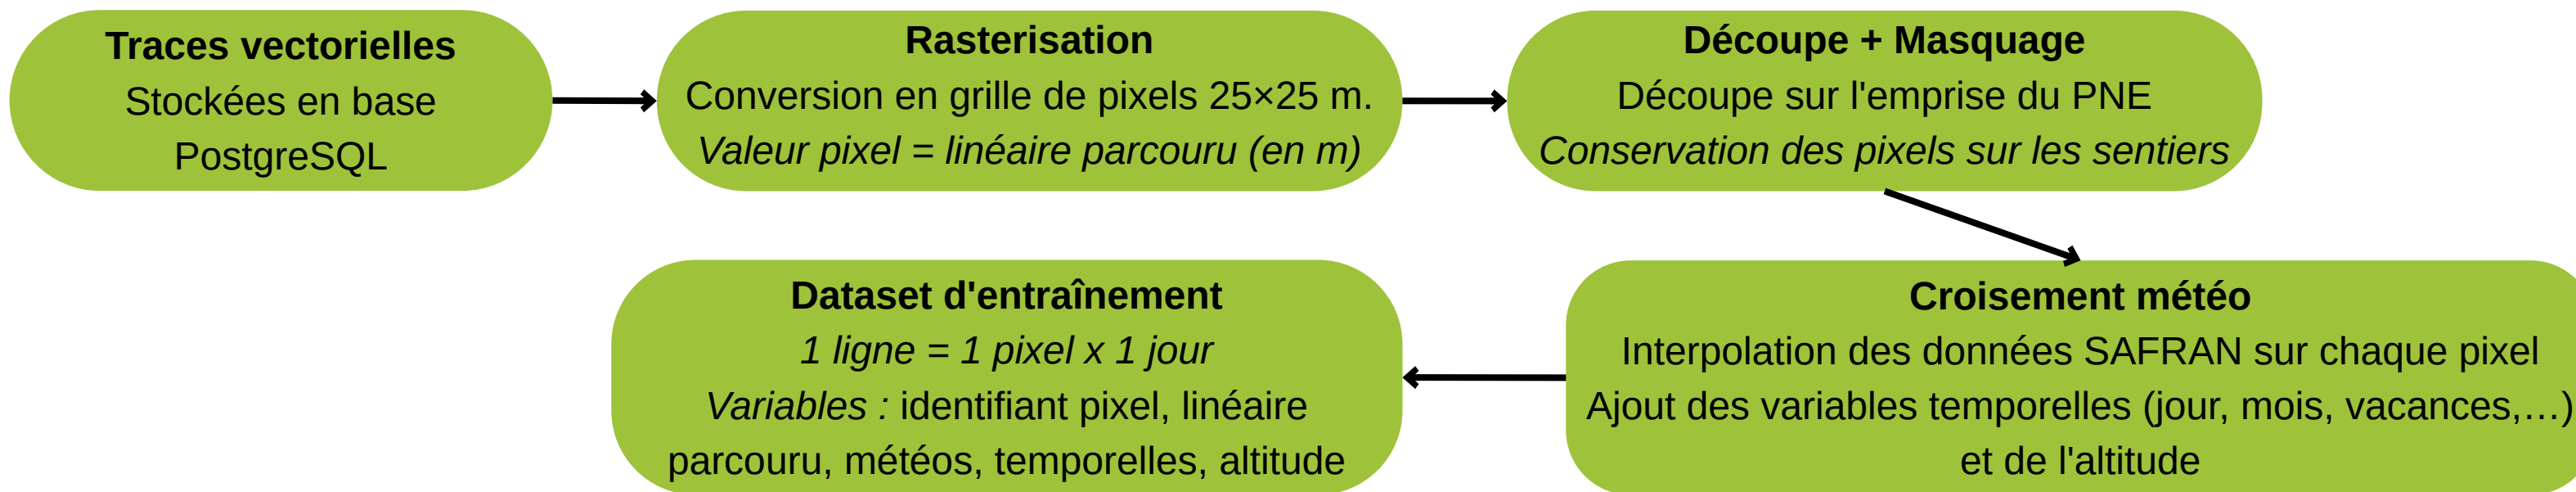 Traces vectorielles
Stockées en base
PostgreSQL
Rasterisation
Conversion en grille de pixels 25×25 m.
Valeur pixel = linéaire parcouru (en m)
Découpe + Masquage
Découpe sur l'emprise du PNE
Conservation des pixels sur les sentiers
Croisement météo
Interpolation des données SAFRAN sur chaque pixel
Ajout des variables temporelles (jour, mois, vacances,…)
et de l'altitude
Dataset d'entraînement
1 ligne = 1 pixel x 1 jour
Variables : identifiant pixel, linéaire
parcouru, météos, temporelles, altitude